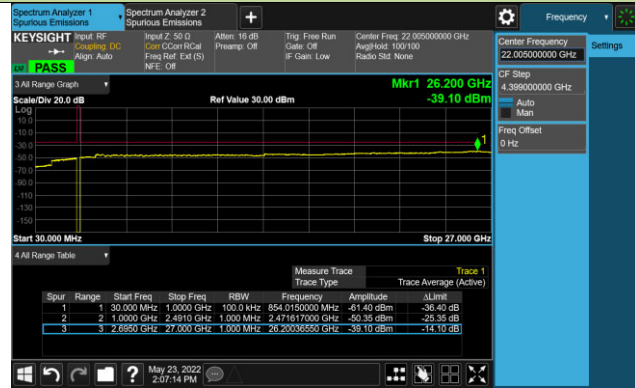 Spectrum Analyzer 1
Spurious Emissions
Spectrum Analyzer 2
Spurious Emissions
Frequency
KEYSIGHT
Input: RF
Coupling: DC
Align: Auto
Input Z: 50 Ω
Corr CCorr RCal
Freq Ref: Ext (S)
NFE: Off
Atten: 16 dB
Preamp: Off
Trig: Free Run
Gate: Off
IF Gain: Low
Center Freq: 22.005000000 GHz
Avg|Hold: 100/100
Radio Std: None
PASS
Center Frequency
22.005000000 GHz
Settings
CF Step
4.399000000 GHz
Auto
Man
Freq Offset
0 Hz
3 All Range Graph
Scale/Div 20.0 dB
Ref Value 30.00 dBm
Mkr1 26.200 GHz
-39.10 dBm
Log
10.0
-10.0
-30.0
-50.0
-70.0
-90.0
-110
-130
-150
1
Start 30.000 MHz
Stop 27.000 GHz
4 All Range Table
Measure Trace Trace 1
Trace Type Trace Average (Active)
Spur Range Start Freq Stop Freq RBW Frequency Amplitude ΔLimit
1 1 30.000 MHz 1.0000 GHz 100.0 kHz 854.0150000 MHz -61.40 dBm -36.40 dB
2 2 1.0000 GHz 2.4910 GHz 1.000 MHz 2.471617000 GHz -50.35 dBm -25.35 dB
3 3 2.6950 GHz 27.000 GHz 1.000 MHz 26.20036550 GHz -39.10 dBm -14.10 dB
May 23, 2022
2:07:14 PM